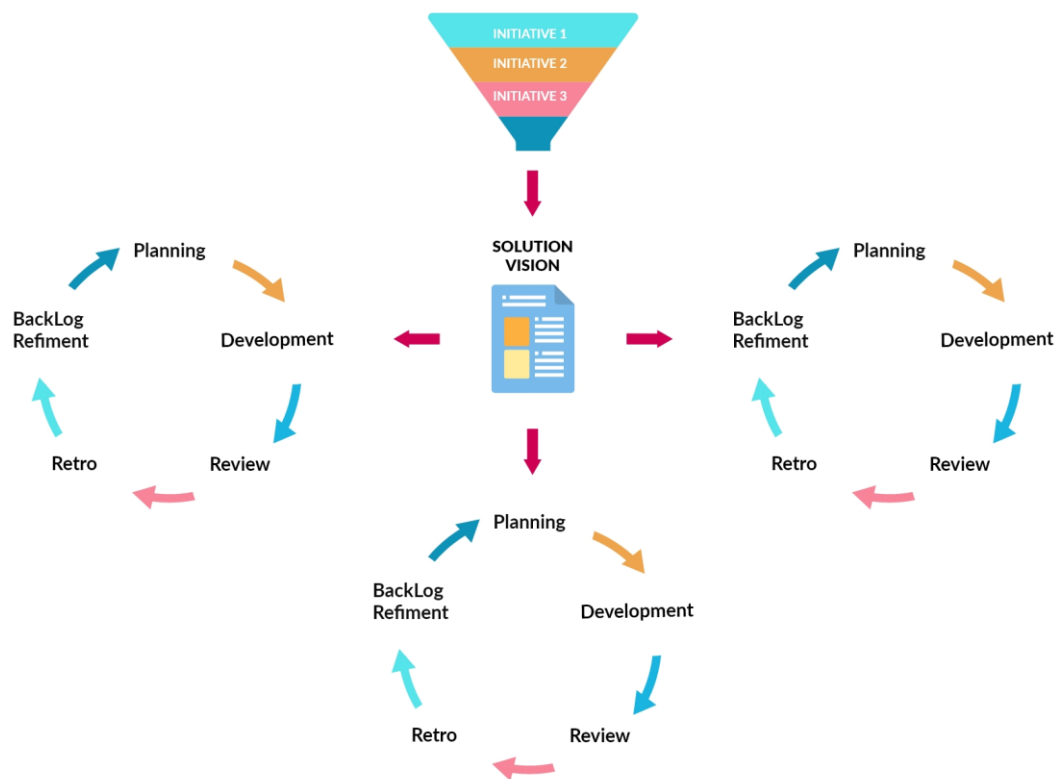 INITIATIVE 1
INITIATIVE 2
INITIATIVE 3
SOLUTION
VISION
Planning
BackLog
Refiment
Development
Retro
Review
Planning
BackLog
Refiment
Development
Retro
Review
Planning
BackLog
Refiment
Development
Retro
Review